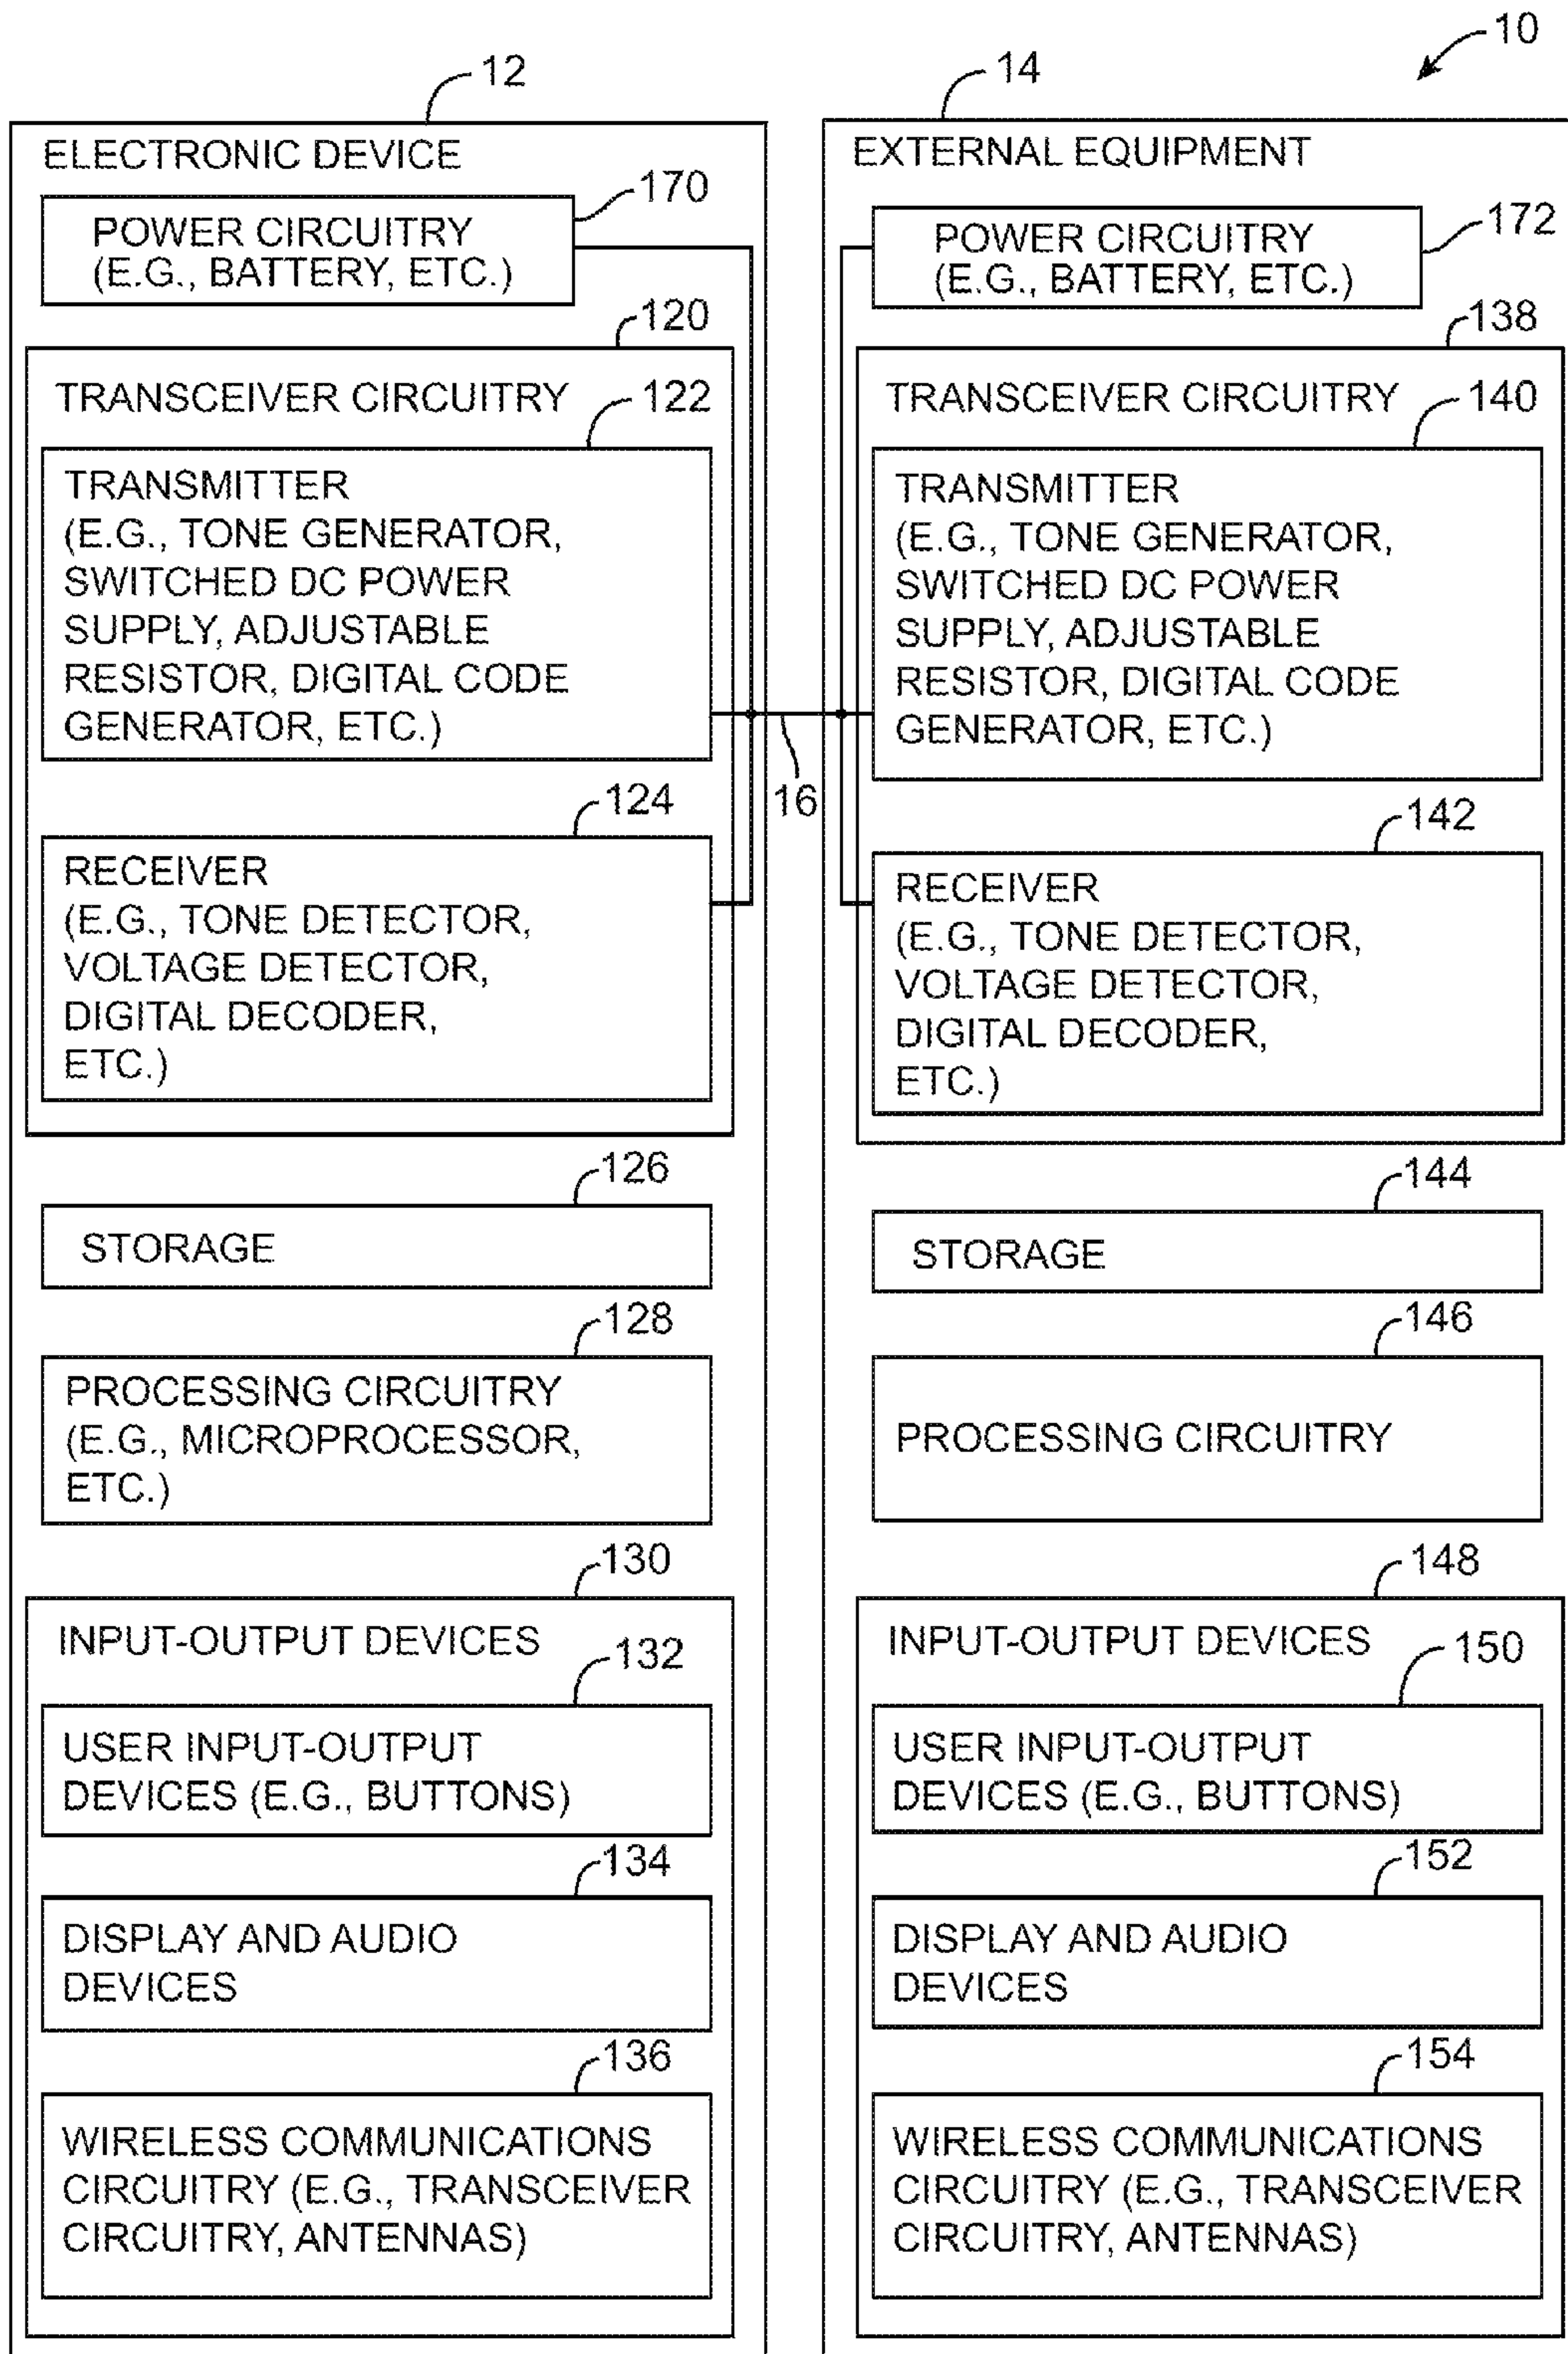 10
12
ELECTRONIC DEVICE
170
POWER CIRCUITRY
(E.G., BATTERY, ETC.)
120
TRANSCEIVER CIRCUITRY
122
TRANSMITTER
(E.G., TONE GENERATOR,
SWITCHED DC POWER
SUPPLY, ADJUSTABLE
RESISTOR, DIGITAL CODE
GENERATOR, ETC.)
124
RECEIVER
(E.G., TONE DETECTOR,
VOLTAGE DETECTOR,
DIGITAL DECODER,
ETC.)
126
STORAGE
128
PROCESSING CIRCUITRY
(E.G., MICROPROCESSOR,
ETC.)
130
INPUT-OUTPUT DEVICES
132
USER INPUT-OUTPUT
DEVICES (E.G., BUTTONS)
134
DISPLAY AND AUDIO
DEVICES
136
WIRELESS COMMUNICATIONS
CIRCUITRY (E.G., TRANSCEIVER
CIRCUITRY, ANTENNAS)
16
14
EXTERNAL EQUIPMENT
172
POWER CIRCUITRY
(E.G., BATTERY, ETC.)
138
TRANSCEIVER CIRCUITRY
140
TRANSMITTER
(E.G., TONE GENERATOR,
SWITCHED DC POWER
SUPPLY, ADJUSTABLE
RESISTOR, DIGITAL CODE
GENERATOR, ETC.)
142
RECEIVER
(E.G., TONE DETECTOR,
VOLTAGE DETECTOR,
DIGITAL DECODER,
ETC.)
144
STORAGE
146
PROCESSING CIRCUITRY
148
INPUT-OUTPUT DEVICES
150
USER INPUT-OUTPUT
DEVICES (E.G., BUTTONS)
152
DISPLAY AND AUDIO
DEVICES
154
WIRELESS COMMUNICATIONS
CIRCUITRY (E.G., TRANSCEIVER
CIRCUITRY, ANTENNAS)